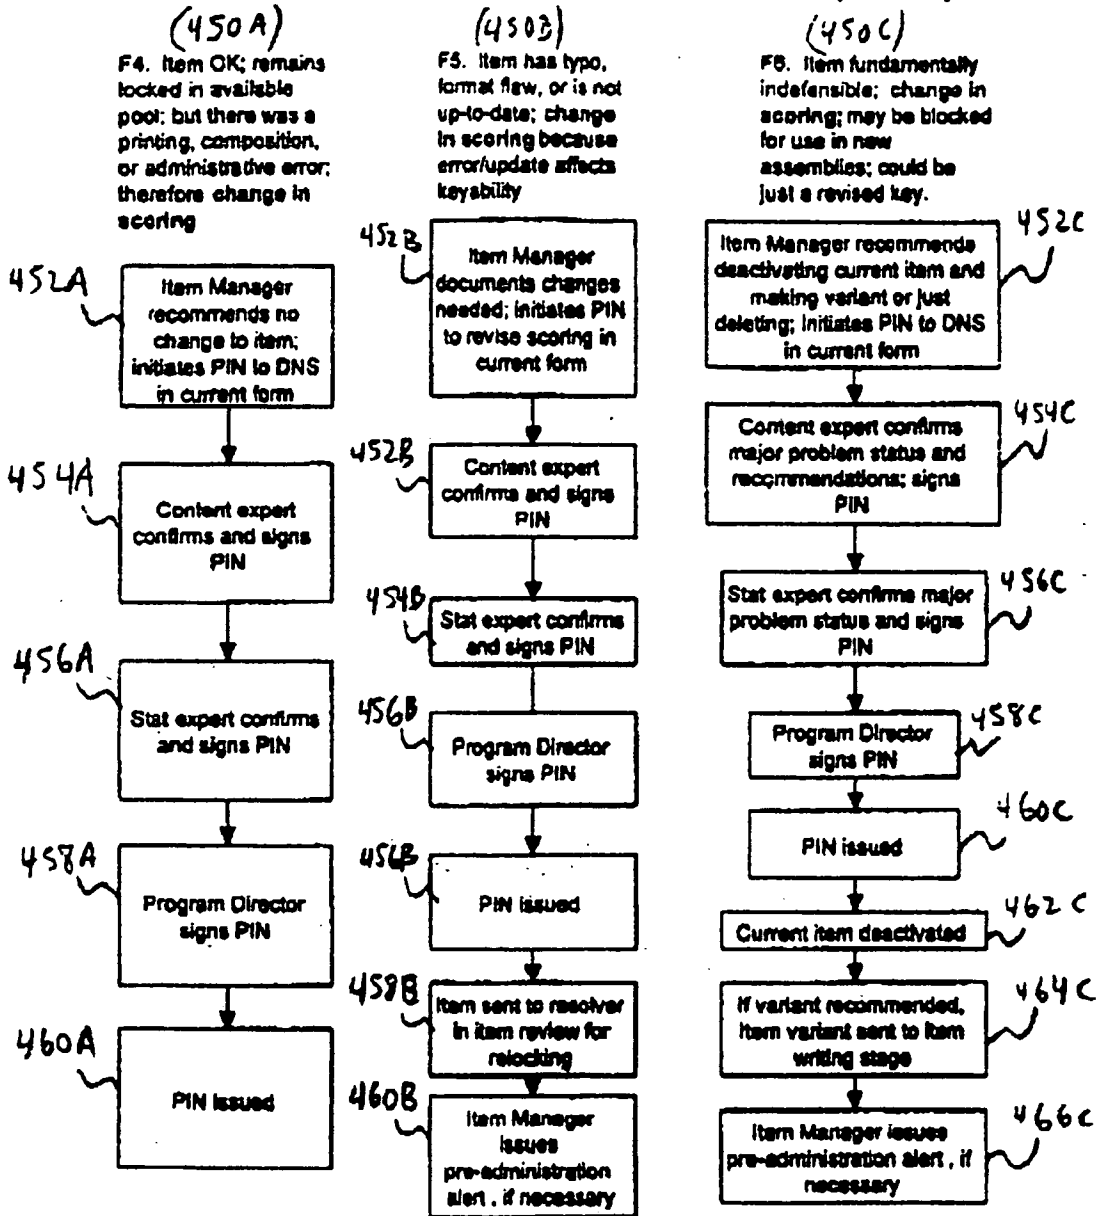 (450A)
F4. Item OK; remains
locked in available
pool; but there was a
printing, composition,
or administrative error;
therefore change in
scoring
452A
Item Manager
recommends no
change to item;
initiates PIN to DNS
in current form
454A
Content expert
confirms and signs
PIN
456A
Stat expert confirms
and signs PIN
458A
Program Director
signs PIN
460A
PIN Issued
(450B)
F5. Item has typo,
format flaw, or is not
up-to-date; change
in scoring because
error/update affects
keyability
452B
Item Manager
documents changes
needed; initiates PIN
to revise scoring in
current form
452B
Content expert
confirms and signs
PIN
454B
Stat expert confirms
and signs PIN
456B
Program Director
signs PIN
456B
PIN issued
458B
Item sent to resolver
in item review for
relocking
460B
Item Manager
issues
pre-administration
alert, if necessary
(450C)
F6. Item fundamentally
indefensible; change in
scoring; may be blocked
for use in new
assemblies; could be
just a revised key.
452C
Item Manager recommends
deactivating current item and
making variant or just
deleting; initiates PIN to DNS
in current form
454C
Content expert confirms
major problem status and
recommendations; signs
PIN
456C
Stat expert confirms major
problem status and signs
PIN
458C
Program Director
signs PIN
460C
PIN issued
462C
Current item deactivated
464C
If variant recommended,
item variant sent to item
writing stage
466C
Item Manager issues
pre-administration alert, if
necessary